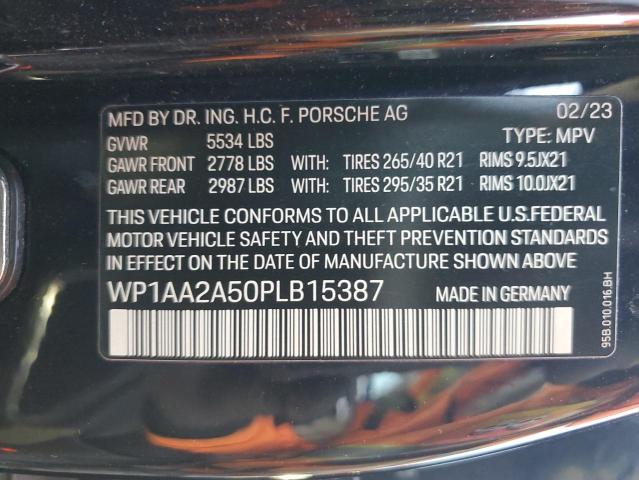 MFD BY DR. ING. H.C. F. PORSCHE AG 02/23
GVWR 5534 LBS TYPE: MPV
GAWR FRONT 2778 LBS WITH: TIRES 265/40 R21 RIMS 9.5JX21
GAWR REAR 2987 LBS WITH: TIRES 295/35 R21 RIMS 10.0JX21
THIS VEHICLE CONFORMS TO ALL APPLICABLE U.S.FEDERAL
MOTOR VEHICLE SAFETY AND THEFT PREVENTION STANDARDS
IN EFFECT ON THE DATE OF MANUFACTURE SHOWN ABOVE
WP1AA2A50PLB15387 MADE IN GERMANY
95B.010.016.BH